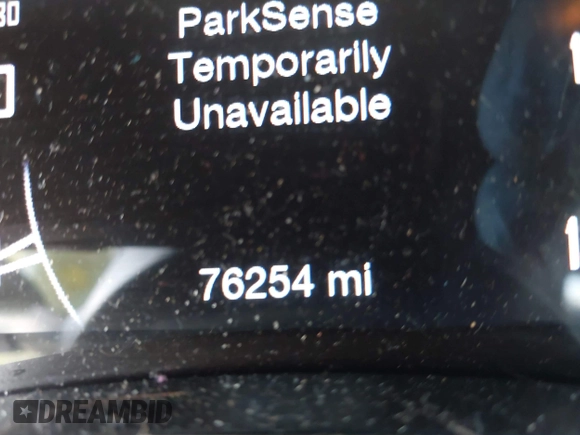 ParkSense
Temporarily
Unavailable
76254 mi
DREAMBID